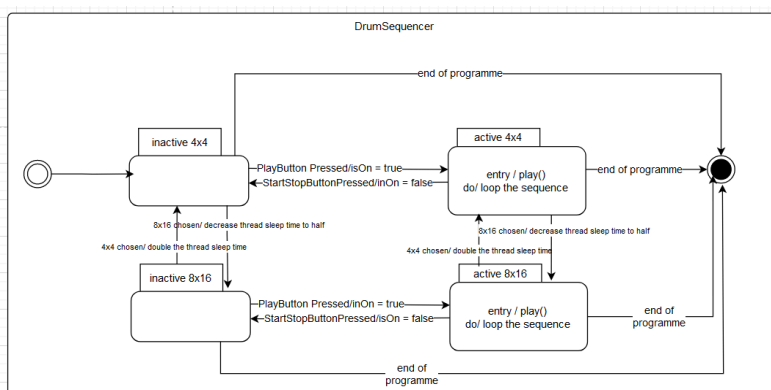 DrumSequencer
end of programme
inactive 4x4
active 4x4
PlayButton Pressed/isOn = true
StartStopButtonPressed/inOn = false
entry / play()
do/ loop the sequence
end of programme
8x16 chosen/ decrease thread sleep time to half
4x4 chosen/ double the thread sleep time
8x16 chosen/ decrease thread sleep time to half
4x4 chosen/ double the thread sleep time
inactive 8x16
active 8x16
PlayButton Pressed/inOn = true
StartStopButtonPressed/isOn = false
entry / play()
do/ loop the sequence
end of
programme
end of
programme